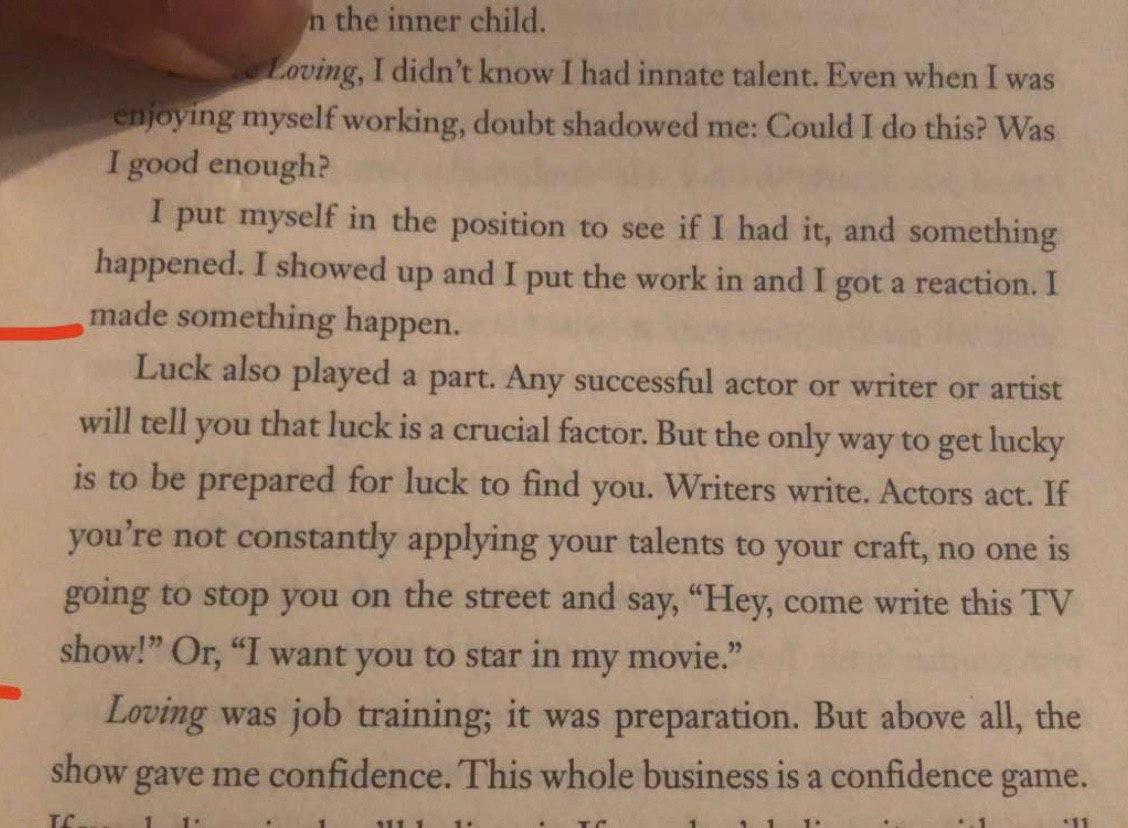 n the inner child.
Loving, I didn’t know I had innate talent. Even when I was
enjoying myself working, doubt shadowed me: Could I do this? Was
I good enough?
I put myself in the position to see if I had it, and something
happened. I showed up and I put the work in and I got a reaction. I
made something happen.
Luck also played a part. Any successful actor or writer or artist
will tell you that luck is a crucial factor. But the only way to get lucky
is to be prepared for luck to find you. Writers write. Actors act. If
you’re not constantly applying your talents to your craft, no one is
going to stop you on the street and say, “Hey, come write this TV
show!” Or, “I want you to star in my movie.”
Loving was job training; it was preparation. But above all, the
show gave me confidence. This whole business is a confidence game.